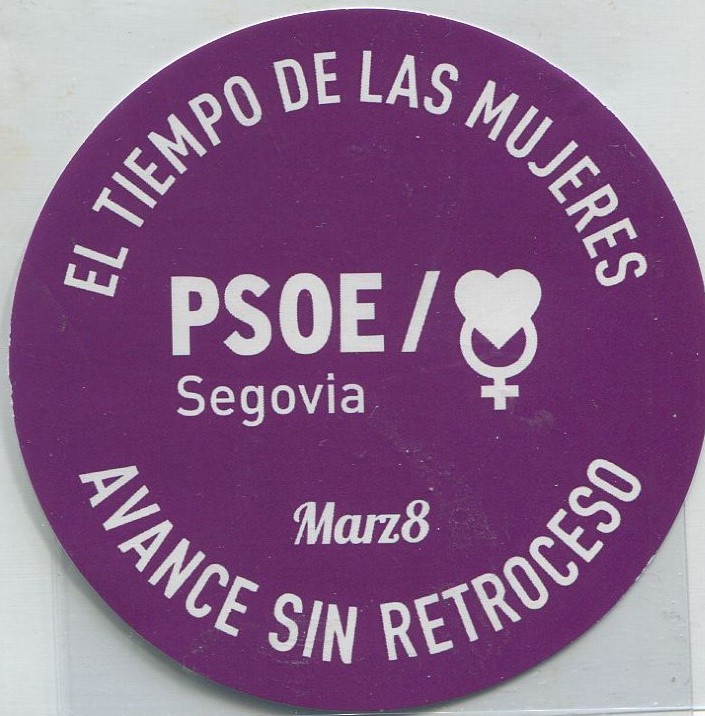 EL TIEMPO DE LAS MUJERES
PSOE /
Segovia
Marz8
AVANCE SIN RETROCESO